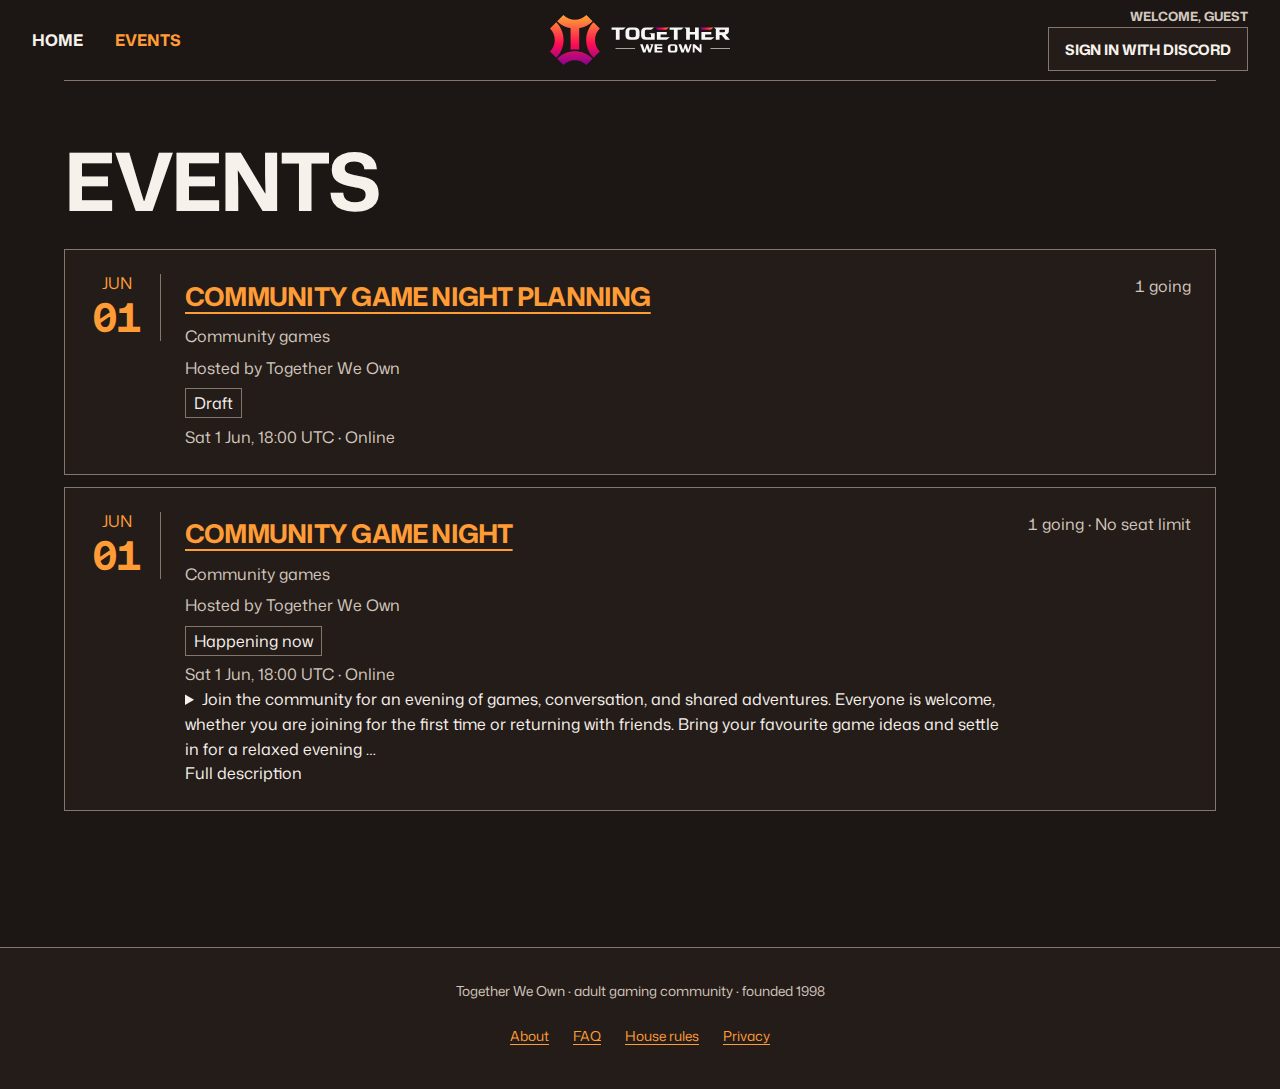 HOME
EVENTS
TOGETHER
WE OWN
WELCOME, GUEST
SIGN IN WITH DISCORD
EVENTS
JUN
01
COMMUNITY GAME NIGHT PLANNING
1 going
Community games
Hosted by Together We Own
Draft
Sat 1 Jun, 18:00 UTC · Online
JUN
01
COMMUNITY GAME NIGHT
1 going · No seat limit
Community games
Hosted by Together We Own
Happening now
Sat 1 Jun, 18:00 UTC · Online
Join the community for an evening of games, conversation, and shared adventures. Everyone is welcome,
whether you are joining for the first time or returning with friends. Bring your favourite game ideas and settle
in for a relaxed evening ...
Full description
Together We Own · adult gaming community · founded 1998
About
FAQ
House rules
Privacy